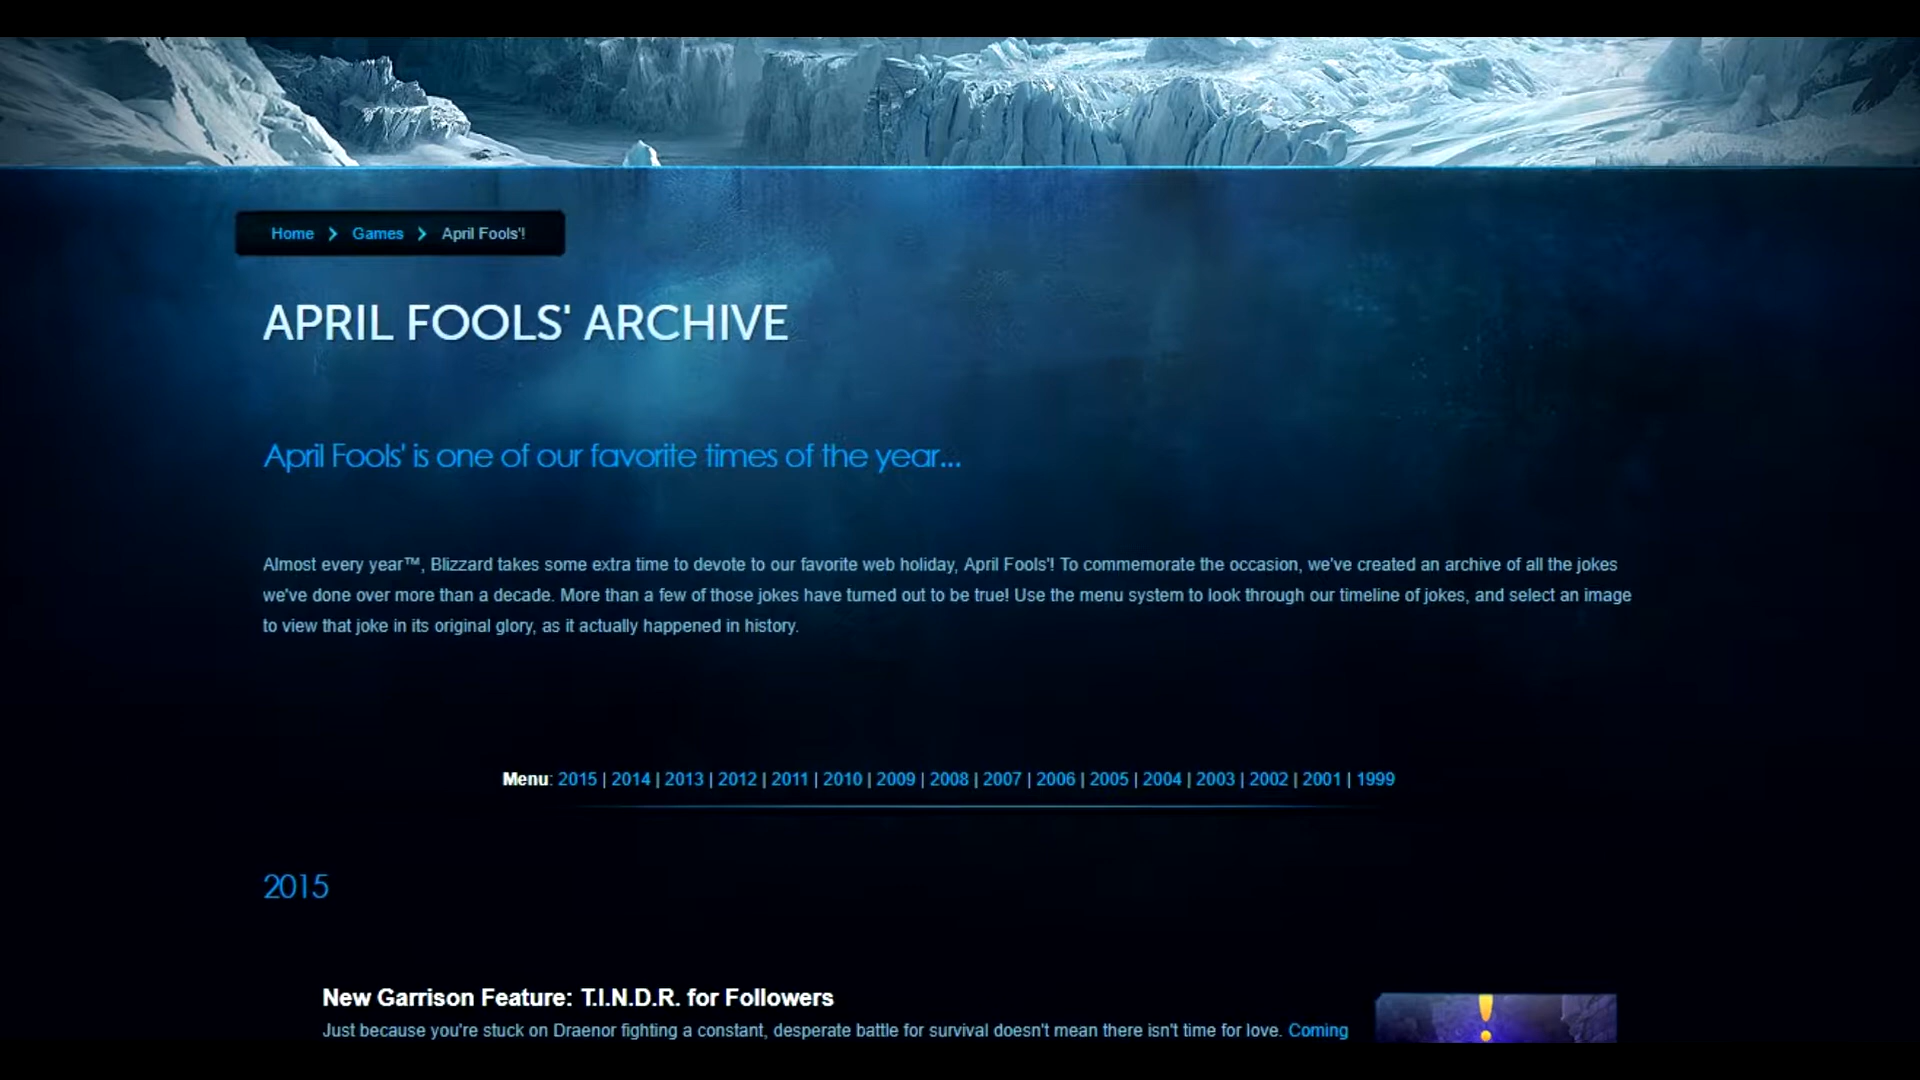 Home > Games > April Fools'!
APRIL FOOLS' ARCHIVE
April Fools' is one of our favorite times of the year...
Almost every year™, Blizzard takes some extra time to devote to our favorite web holiday, April Fools'! To commemorate the occasion, we've created an archive of all the jokes
we've done over more than a decade. More than a few of those jokes have turned out to be true! Use the menu system to look through our timeline of jokes, and select an image
to view that joke in its original glory, as it actually happened in history.
Menu: 2015 | 2014 | 2013 | 2012 | 2011 | 2010 | 2009 | 2008 | 2007 | 2006 | 2005 | 2004 | 2003 | 2002 | 2001 | 1999
2015
New Garrison Feature: T.I.N.D.R. for Followers
Just because you're stuck on Draenor fighting a constant, desperate battle for survival doesn't mean there isn't time for love. Coming